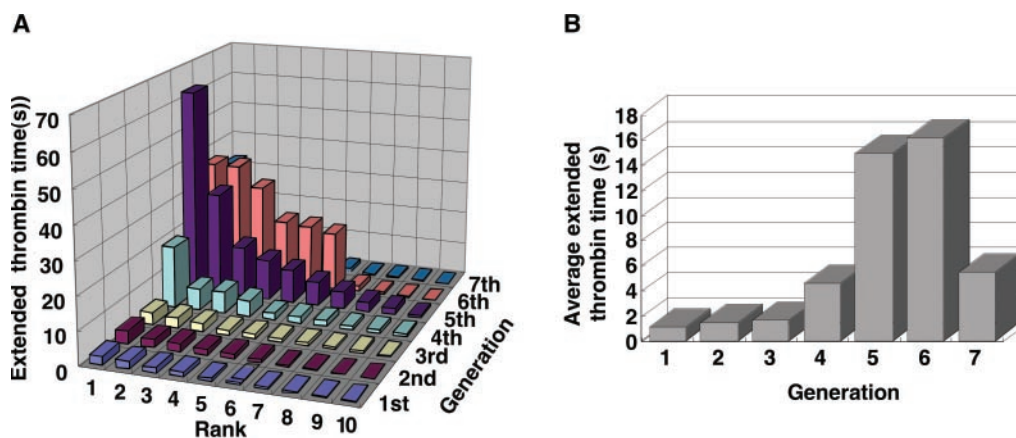 A
Extended thrombin time(s))
70
60
50
40
30
20
10
0
1 2 3 4 5 6 7 8 9 10
Rank
1st
2nd
3rd
4th
5th
6th
7th
Generation
B
Average extended
thrombin time (s)
18
16
14
12
10
8
6
4
2
0
1 2 3 4 5 6 7
Generation